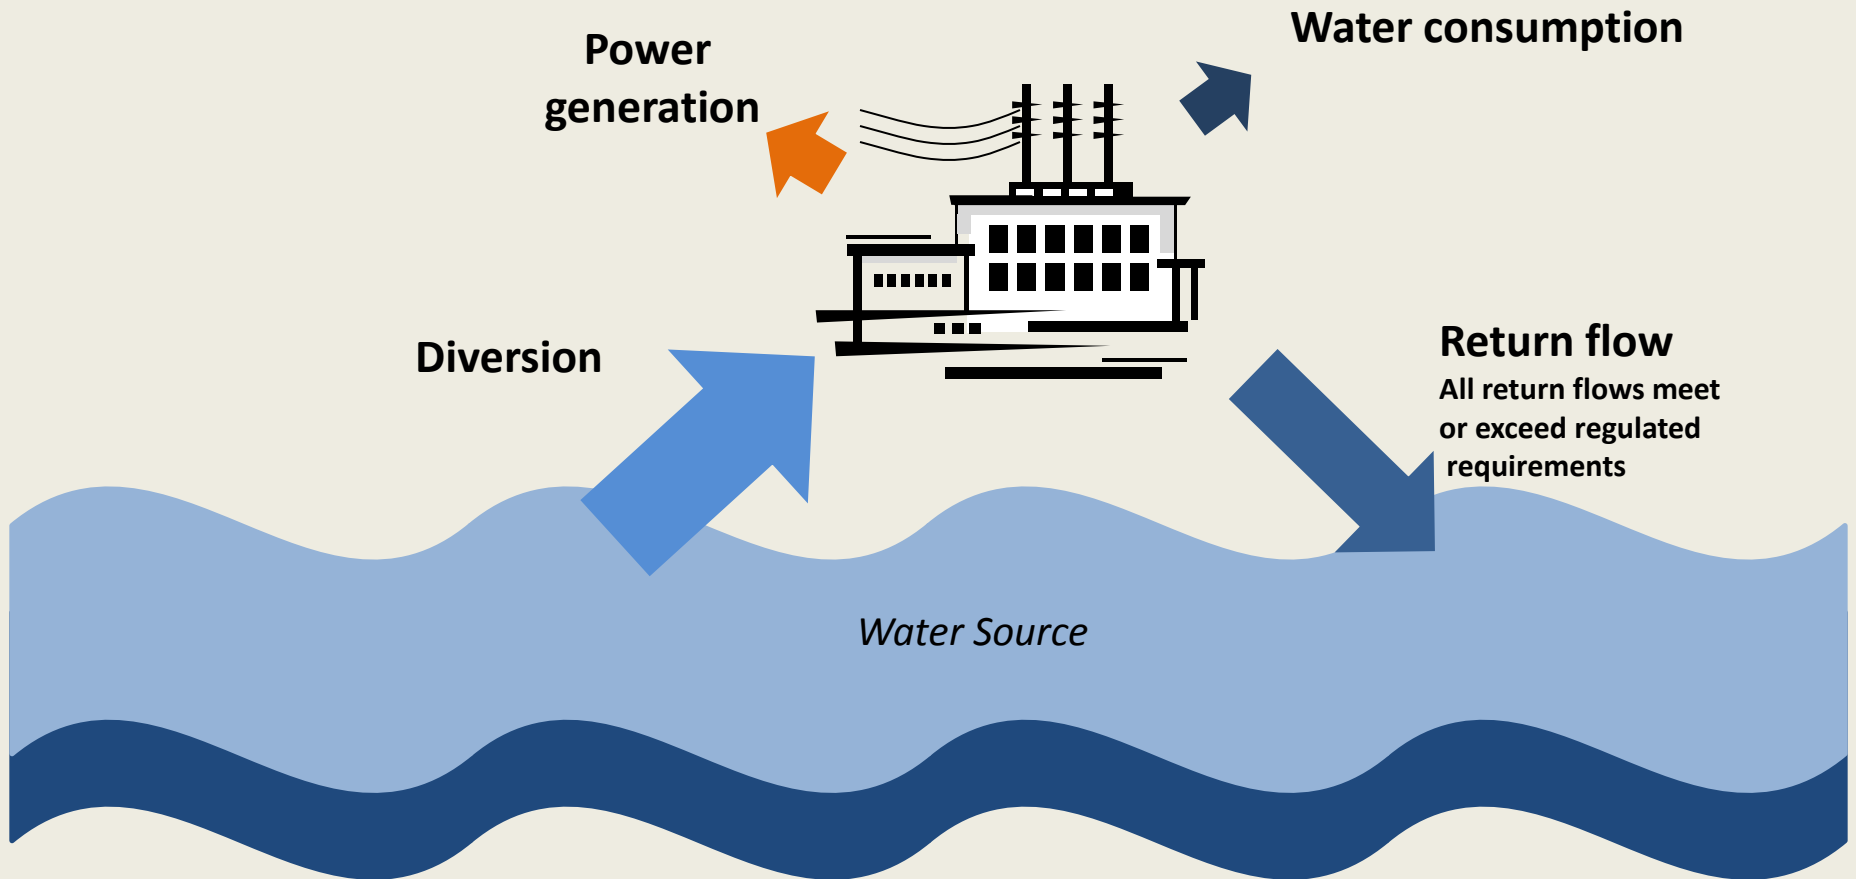 Water consumption
Power
generation
Diversion
Return flow
All return flows meet
or exceed regulated
requirements
Water Source